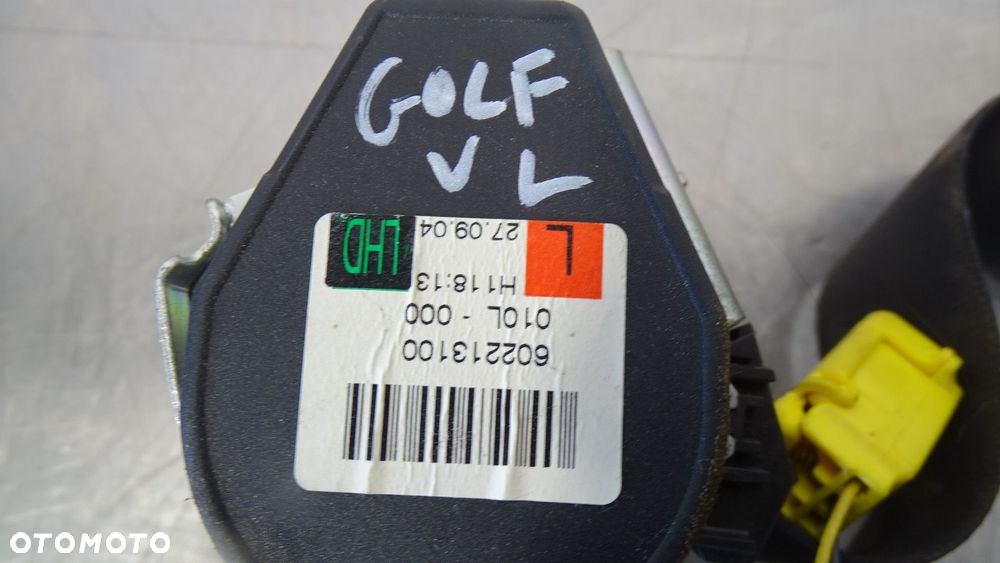 GOLF
V L
602213100
010L - 000
H1 18:13
L
27.09.04
LHD
OTOMOTO